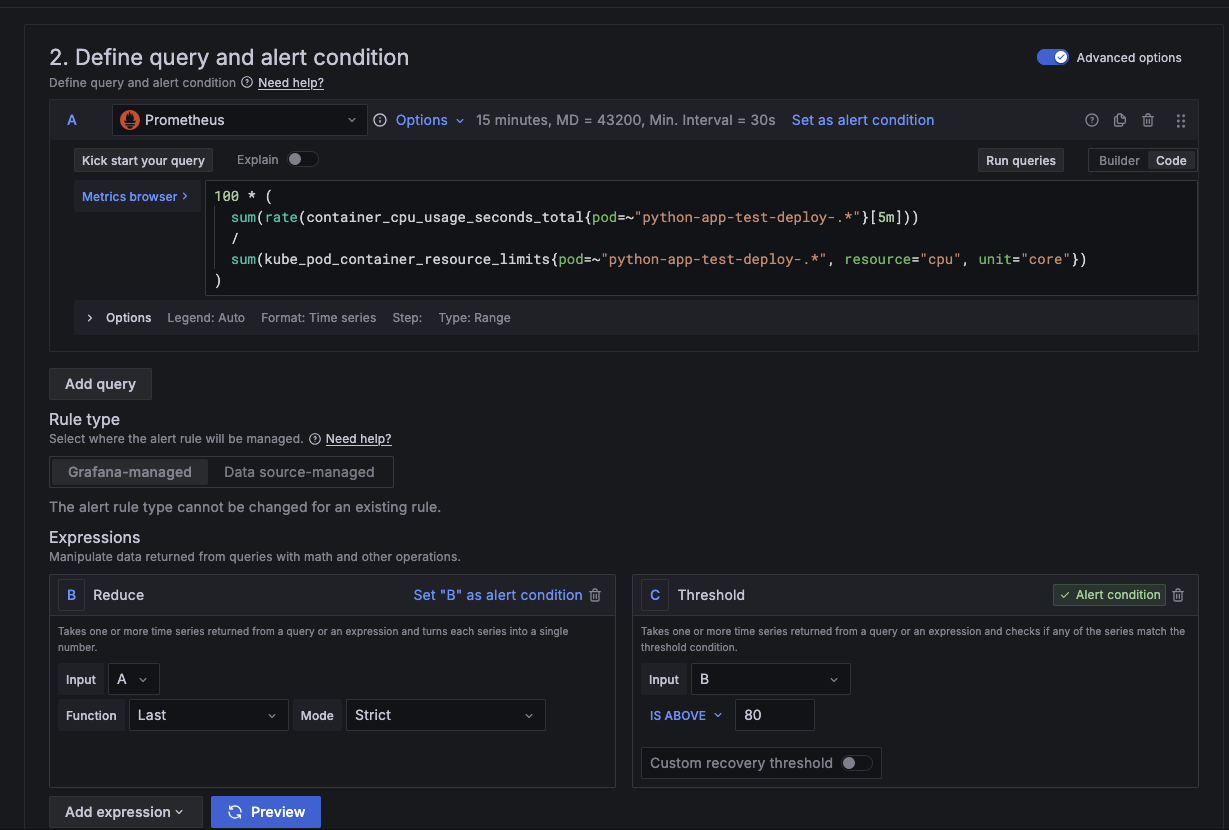 2. Define query and alert condition
Advanced options
Define query and alert condition Need help?
A Prometheus Options 15 minutes, MD = 43200, Min. Interval = 30s Set as alert condition
Kick start your query Explain Run queries Builder Code
Metrics browser >
100 * (
sum(rate(container_cpu_usage_seconds_total{pod=~"python-app-test-deploy-.*"}[5m]))
/
sum(kube_pod_container_resource_limits{pod=~"python-app-test-deploy-.*", resource="cpu", unit="core"})
)
> Options Legend: Auto Format: Time series Step: Type: Range
Add query
Rule type
Select where the alert rule will be managed. Need help?
Grafana-managed Data source-managed
The alert rule type cannot be changed for an existing rule.
Expressions
Manipulate data returned from queries with math and other operations.
B Reduce Set "B" as alert condition
Takes one or more time series returned from a query or an expression and turns each series into a single
number.
Input A
Function Last Mode Strict
C Threshold Alert condition
Takes one or more time series returned from a query or an expression and checks if any of the series match the
threshold condition.
Input B
IS ABOVE 80
Custom recovery threshold
Add expression Preview